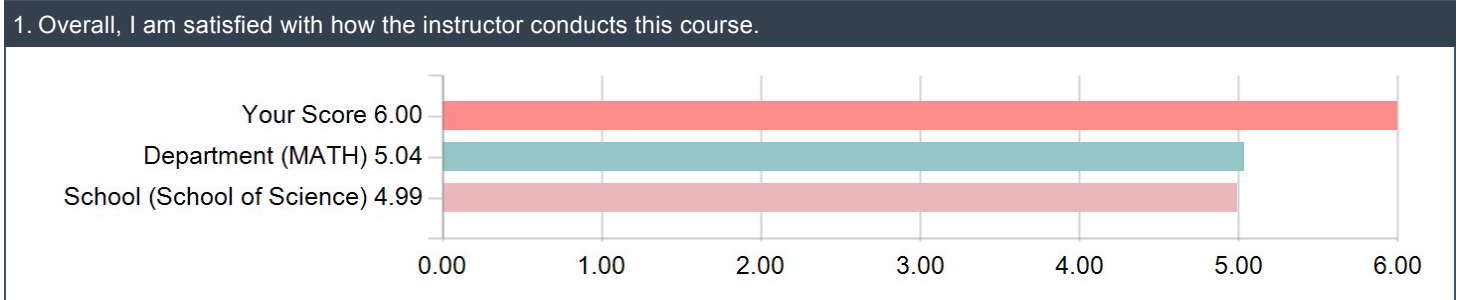 1. Overall, I am satisfied with how the instructor conducts this course.
Your Score 6.00
Department (MATH) 5.04
School (School of Science) 4.99
0.00 1.00 2.00 3.00 4.00 5.00 6.00